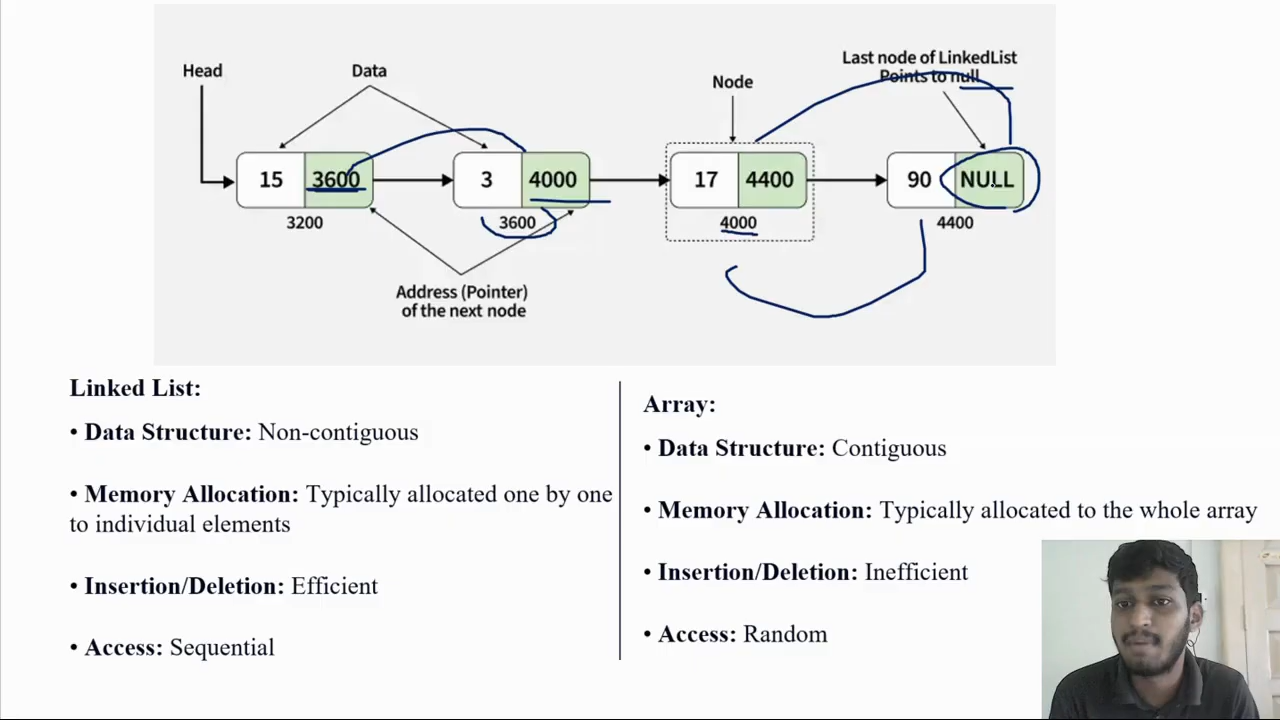 Head
Data
Node
Last node of LinkedList
Points to null
15 3600
3 4000
17 4400
90 NULL
3200
3600
4000
4400
Address (Pointer)
of the next node
Linked List:
• Data Structure: Non-contiguous
• Memory Allocation: Typically allocated one by one
to individual elements
• Insertion/Deletion: Efficient
• Access: Sequential
Array:
• Data Structure: Contiguous
• Memory Allocation: Typically allocated to the whole array
• Insertion/Deletion: Inefficient
• Access: Random